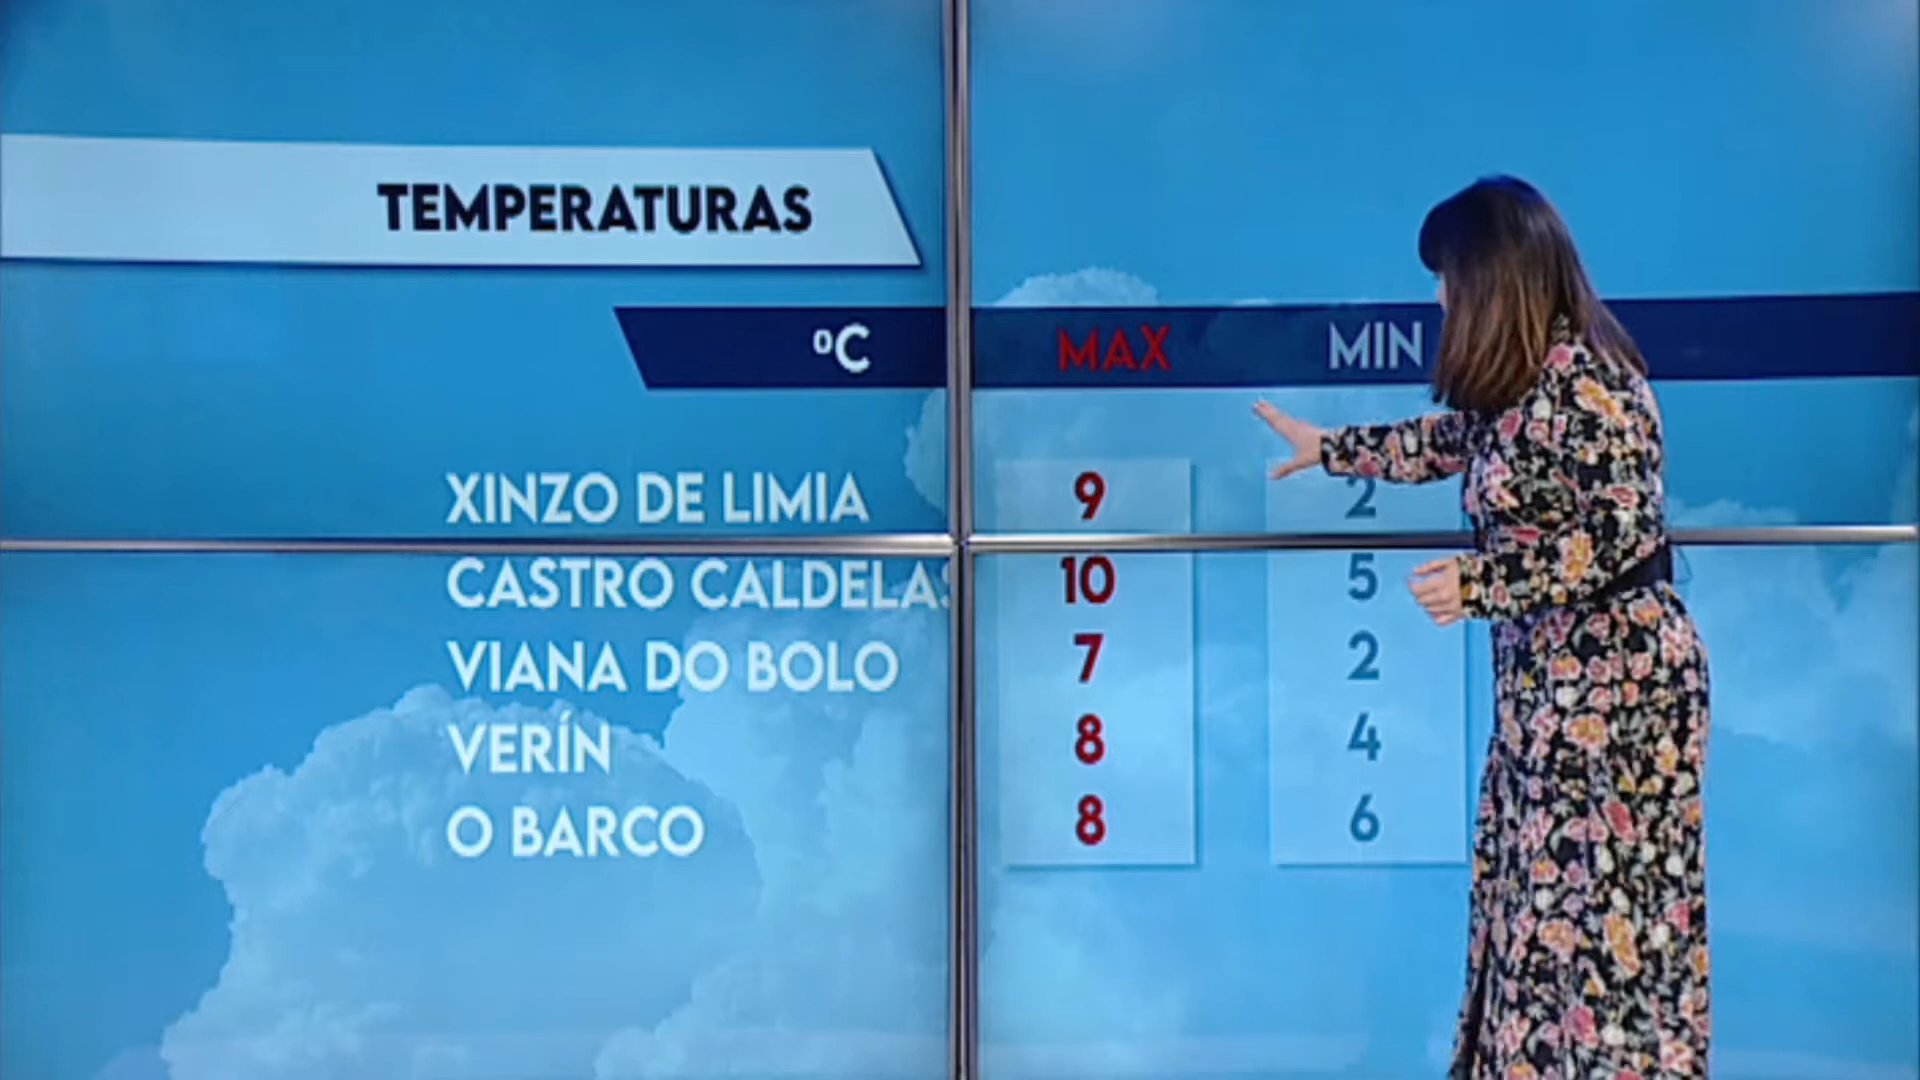 TEMPERATURAS
ºC MAX MIN
XINZO DE LIMIA 9 2
CASTRO CALDELAS 10 5
VIANA DO BOLO 7 2
VERÍN 8 4
O BARCO 8 6